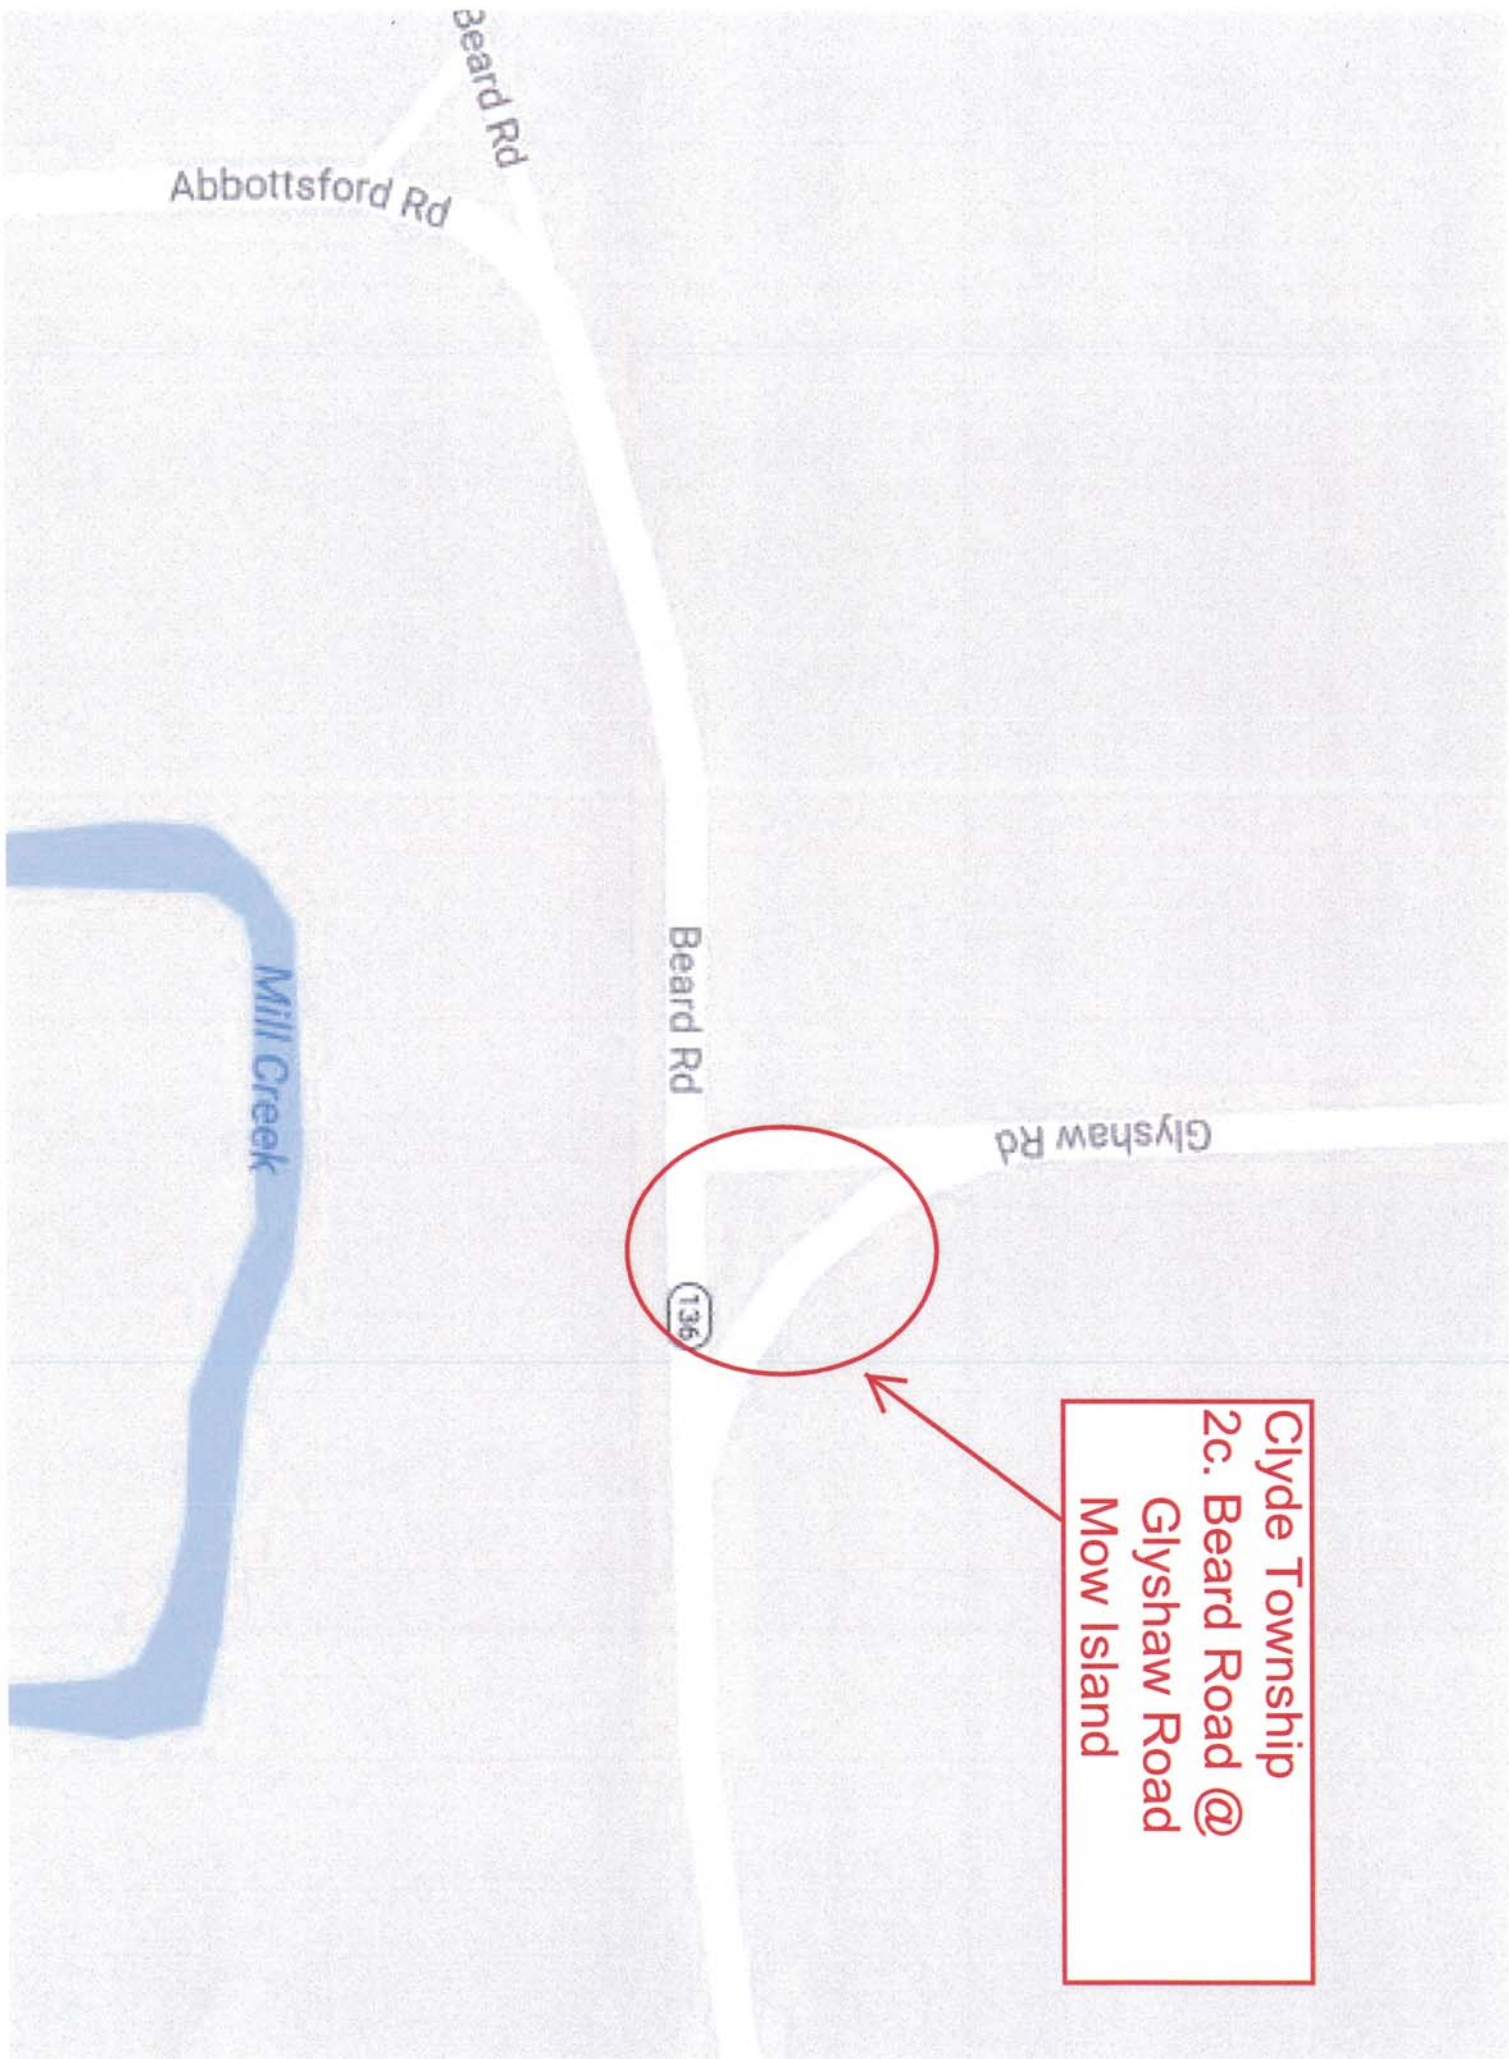 Clyde Township
2c. Beard Road @
Glyshaw Road
Mow Island
Glyshaw Rd
Beard Rd
Beard Rd
136
Abbottsford Rd
Mill Creek